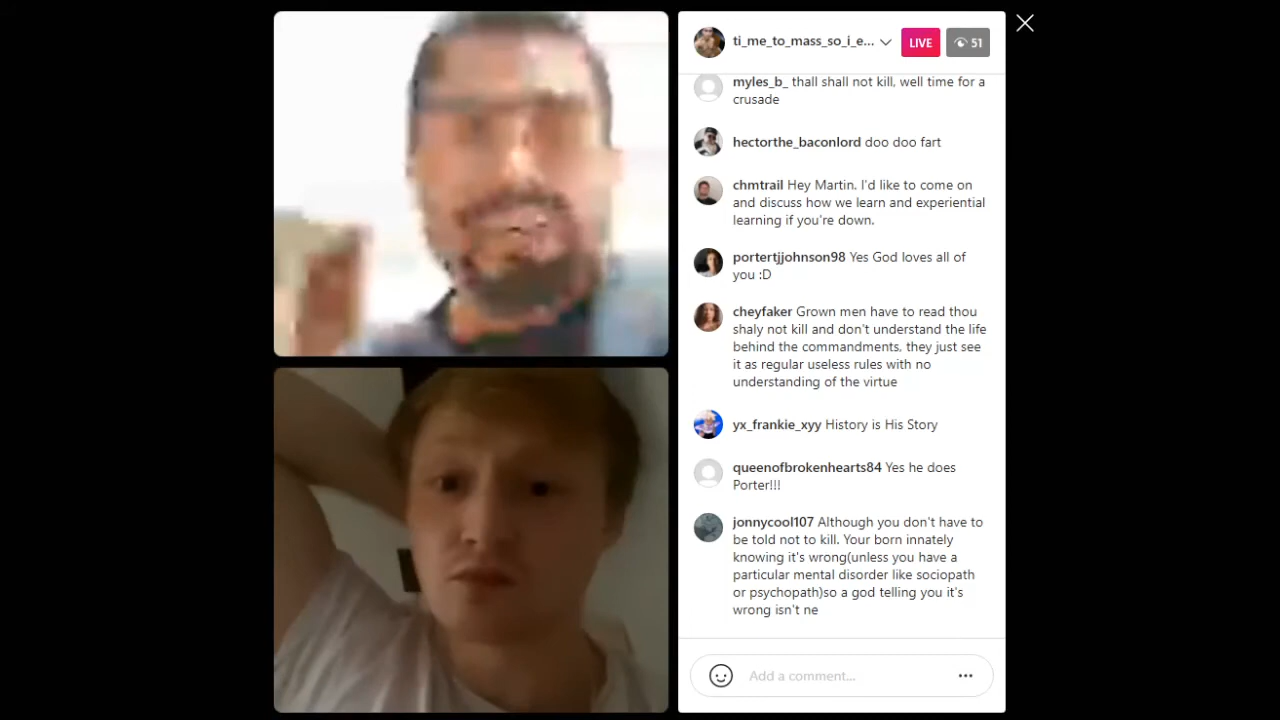 ti_me_to_mass_so_i_e...
LIVE
51
myles_b_ thall shall not kill, well time for a
crusade
hectorthe_baconlord doo doo fart
chmtrail Hey Martin. I'd like to come on
and discuss how we learn and experiential
learning if you're down.
portertjjohnson98 Yes God loves all of
you :D
cheyfaker Grown men have to read thou
shaly not kill and don't understand the life
behind the commandments, they just see
it as regular useless rules with no
understanding of the virtue
yx_frankie_xyy History is His Story
queenofbrokenhearts84 Yes he does
Porter!!!
jonnycool107 Although you don't have to
be told not to kill. Your born innately
knowing it's wrong(unless you have a
particular mental disorder like sociopath
or psychopath)so a god telling you it's
wrong isn't ne
Add a comment...